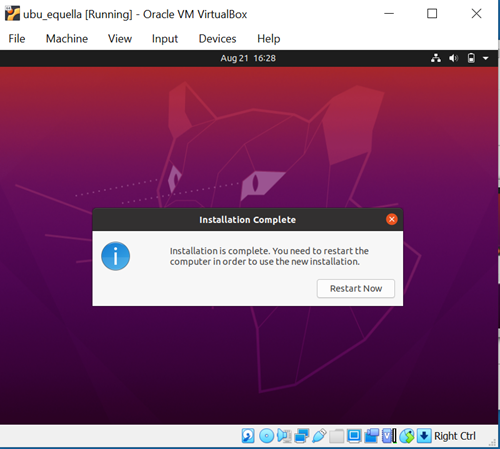 ubu_equella [Running] - Oracle VM VirtualBox
File Machine View Input Devices Help
Aug 21 16:28
Installation Complete
Installation is complete. You need to restart the
computer in order to use the new installation.
Restart Now
Right Ctrl